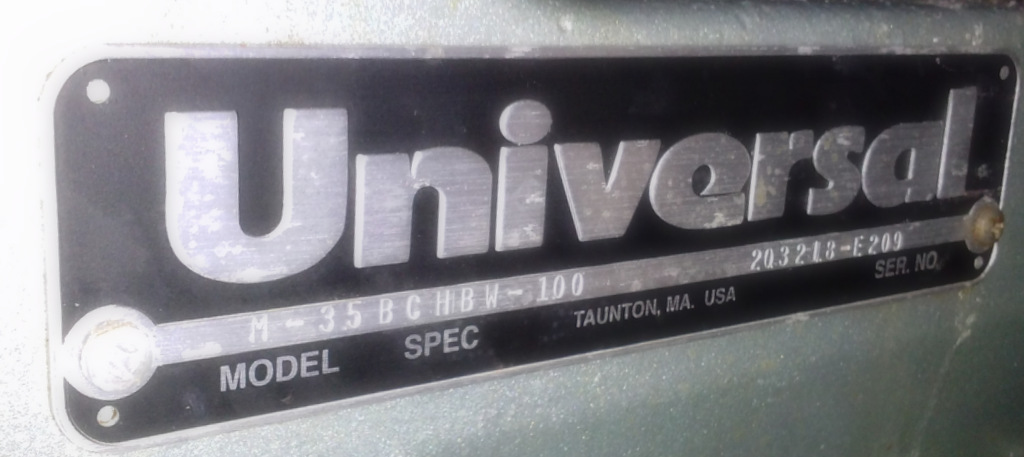 Universal
M-35BCHBW-100 203218-E209
MODEL SPEC TAUNTON, MA. USA SER. NO.